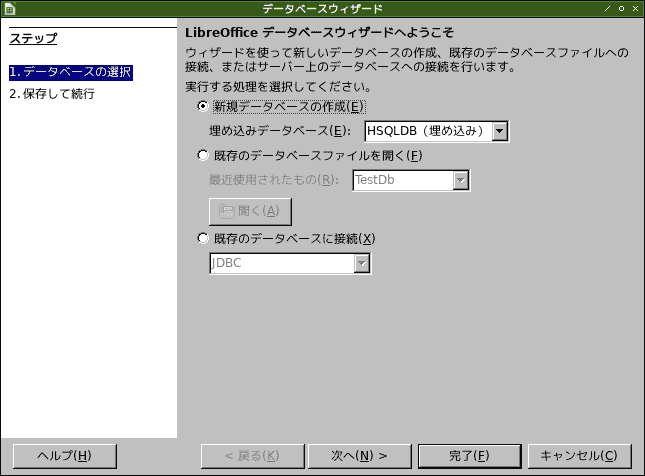 データベースウィザード
ステップ
1.データベースの選択
2.保存して続行
LibreOffice データベースウィザードへようこそ
ウィザードを使って新しいデータベースの作成、既存のデータベースファイルへの
接続、またはサーバー上のデータベースへの接続を行います。
実行する処理を選択してください。
新規データベースの作成(E)
埋め込みデータベース(E): HSQLDB（埋め込み）
既存のデータベースファイルを開く(F)
最近使用されたもの(R): TestDb
開く(A)
既存のデータベースに接続(X)
JDBC
ヘルプ(H) < 戻る(K) 次へ(N) > 完了(F) キャンセル(C)